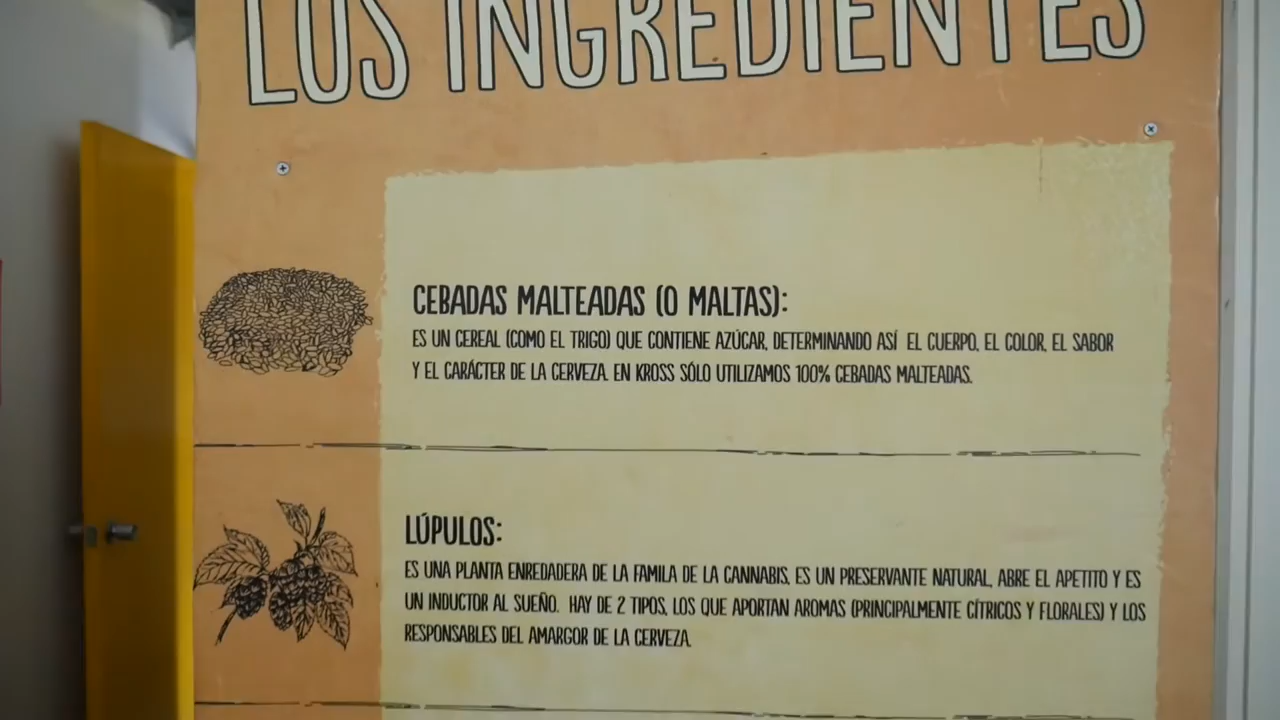 LOS INGREDIENTES
CEBADAS MALTEADAS (O MALTAS):
ES UN CEREAL (COMO EL TRIGO) QUE CONTIENE AZÚCAR, DETERMINANDO ASÍ EL CUERPO, EL COLOR, EL SABOR
Y EL CARÁCTER DE LA CERVEZA. EN KROSS SÓLO UTILIZAMOS 100% CEBADAS MALTEADAS.
LÚPULOS:
ES UNA PLANTA ENREDADERA DE LA FAMILA DE LA CANNABIS, ES UN PRESERVANTE NATURAL, ABRE EL APETITO Y ES
UN INDUCTOR AL SUEÑO. HAY DE 2 TIPOS, LOS QUE APORTAN AROMAS (PRINCIPALMENTE CÍTRICOS Y FLORALES) Y LOS
RESPONSABLES DEL AMARGOR DE LA CERVEZA.